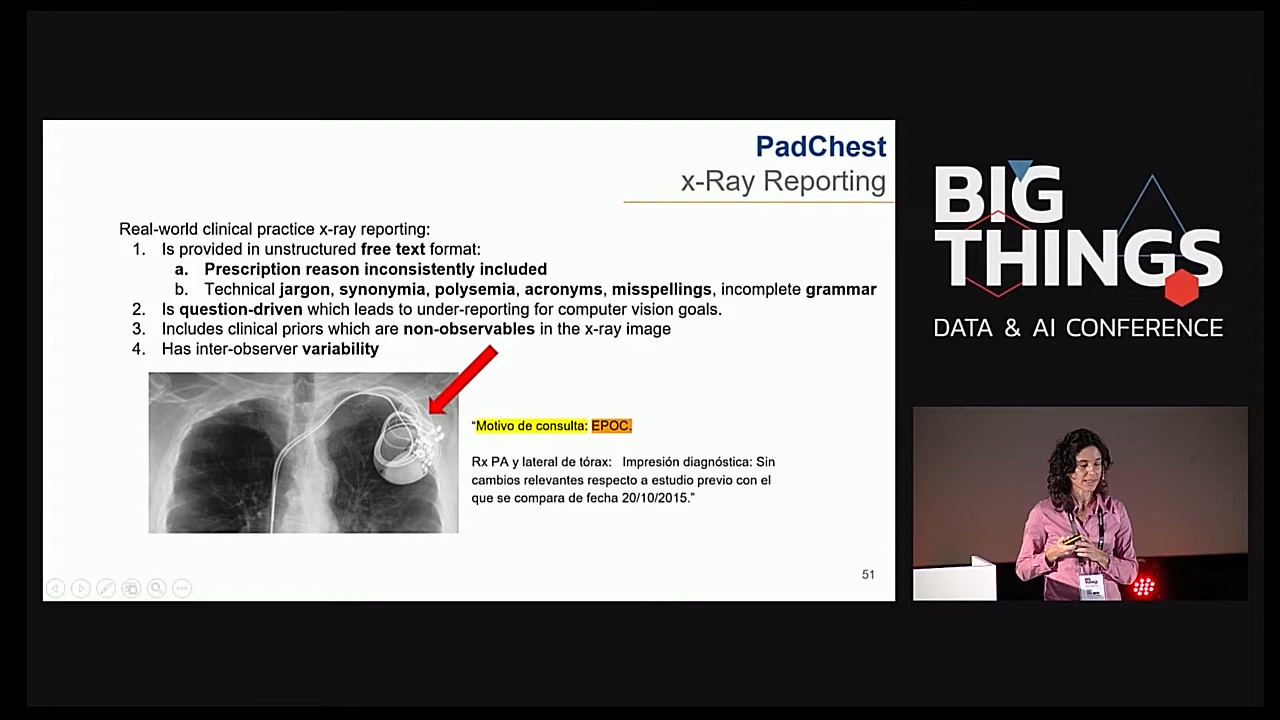 PadChest
x-Ray Reporting
Real-world clinical practice x-ray reporting:
1. Is provided in unstructured free text format:
a. Prescription reason inconsistently included
b. Technical jargon, synonymia, polysemia, acronyms, misspellings, incomplete grammar
2. Is question-driven which leads to under-reporting for computer vision goals.
3. Includes clinical priors which are non-observables in the x-ray image
4. Has inter-observer variability
“Motivo de consulta: EPOC.
Rx PA y lateral de tórax: Impresión diagnóstica: Sin
cambios relevantes respecto a estudio previo con el
que se compara de fecha 20/10/2015.”
51
BIG
THINGS
DATA & AI CONFERENCE